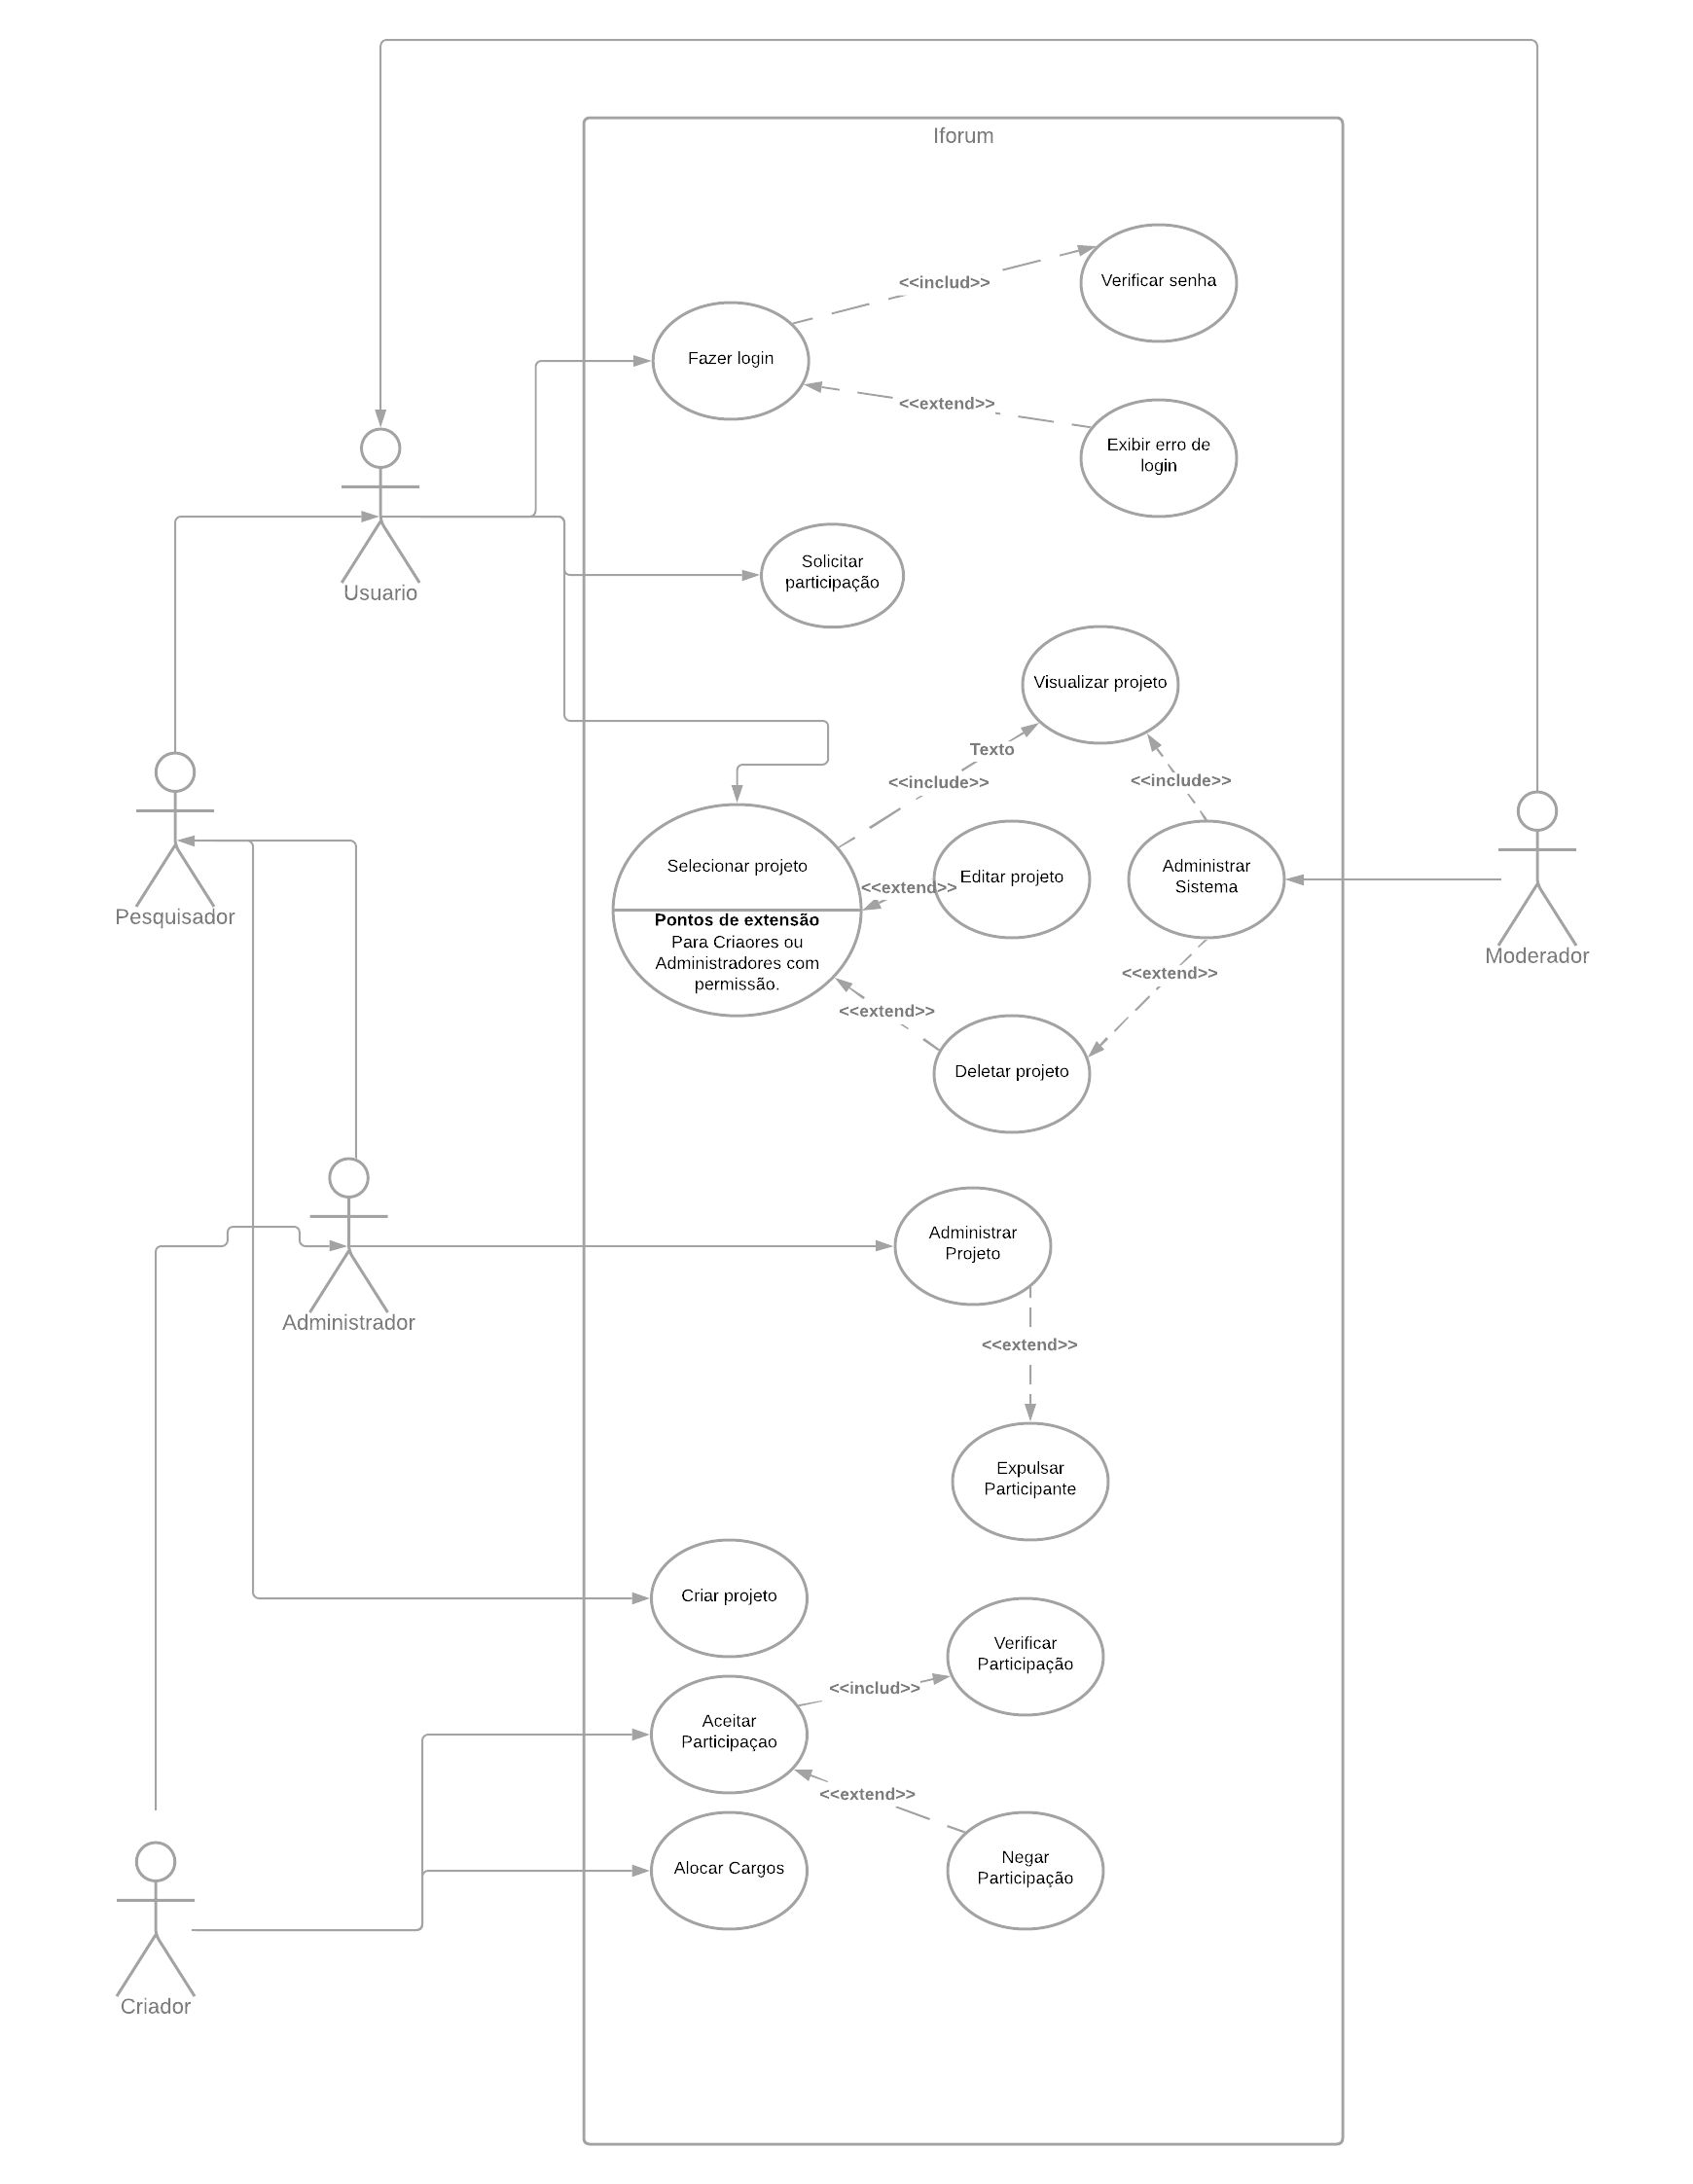 Iforum
<<includ>>
Verificar senha
Fazer login
<<extend>>
Exibir erro de
login
Usuario
Solicitar
participação
Visualizar projeto
Texto
<<include>>
<<include>>
Selecionar projeto
Pontos de extensão
Para Criaores ou
Administradores com
permissão.
<<extend>>
Editar projeto
Administrar
Sistema
Pesquisador
Moderador
<<extend>>
<<extend>>
Deletar projeto
Administrar
Projeto
Administrador
<<extend>>
Expulsar
Participante
Criar projeto
Verificar
Participação
<<includ>>
Aceitar
Participaçao
<<extend>>
Alocar Cargos
Negar
Participação
Criador